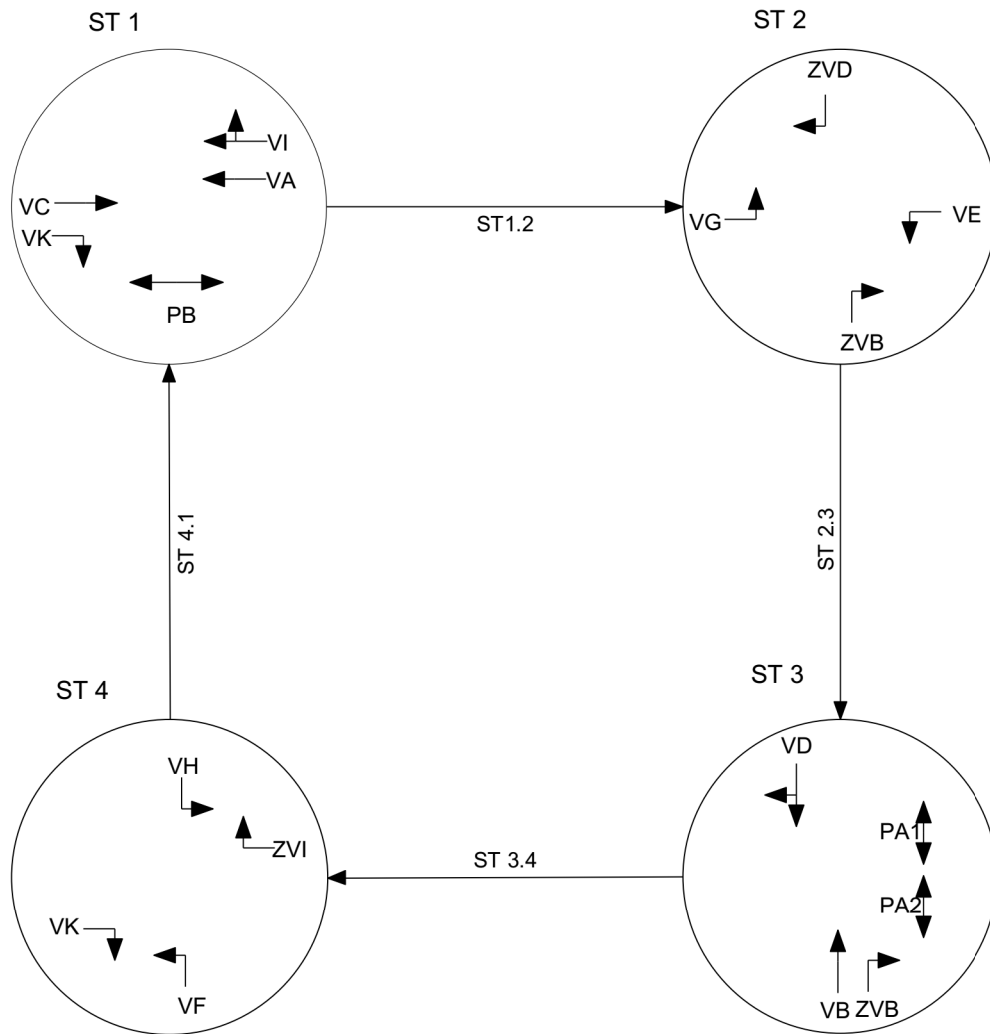 ST 1
VI
VA
VC
VK
PB
ST1.2
ST 2
ZVD
VG
VE
ZVB
ST 4.1
ST 2.3
ST 4
VH
ZVI
VK
VF
ST 3.4
ST 3
VD
PA1
PA2
VB ZVB